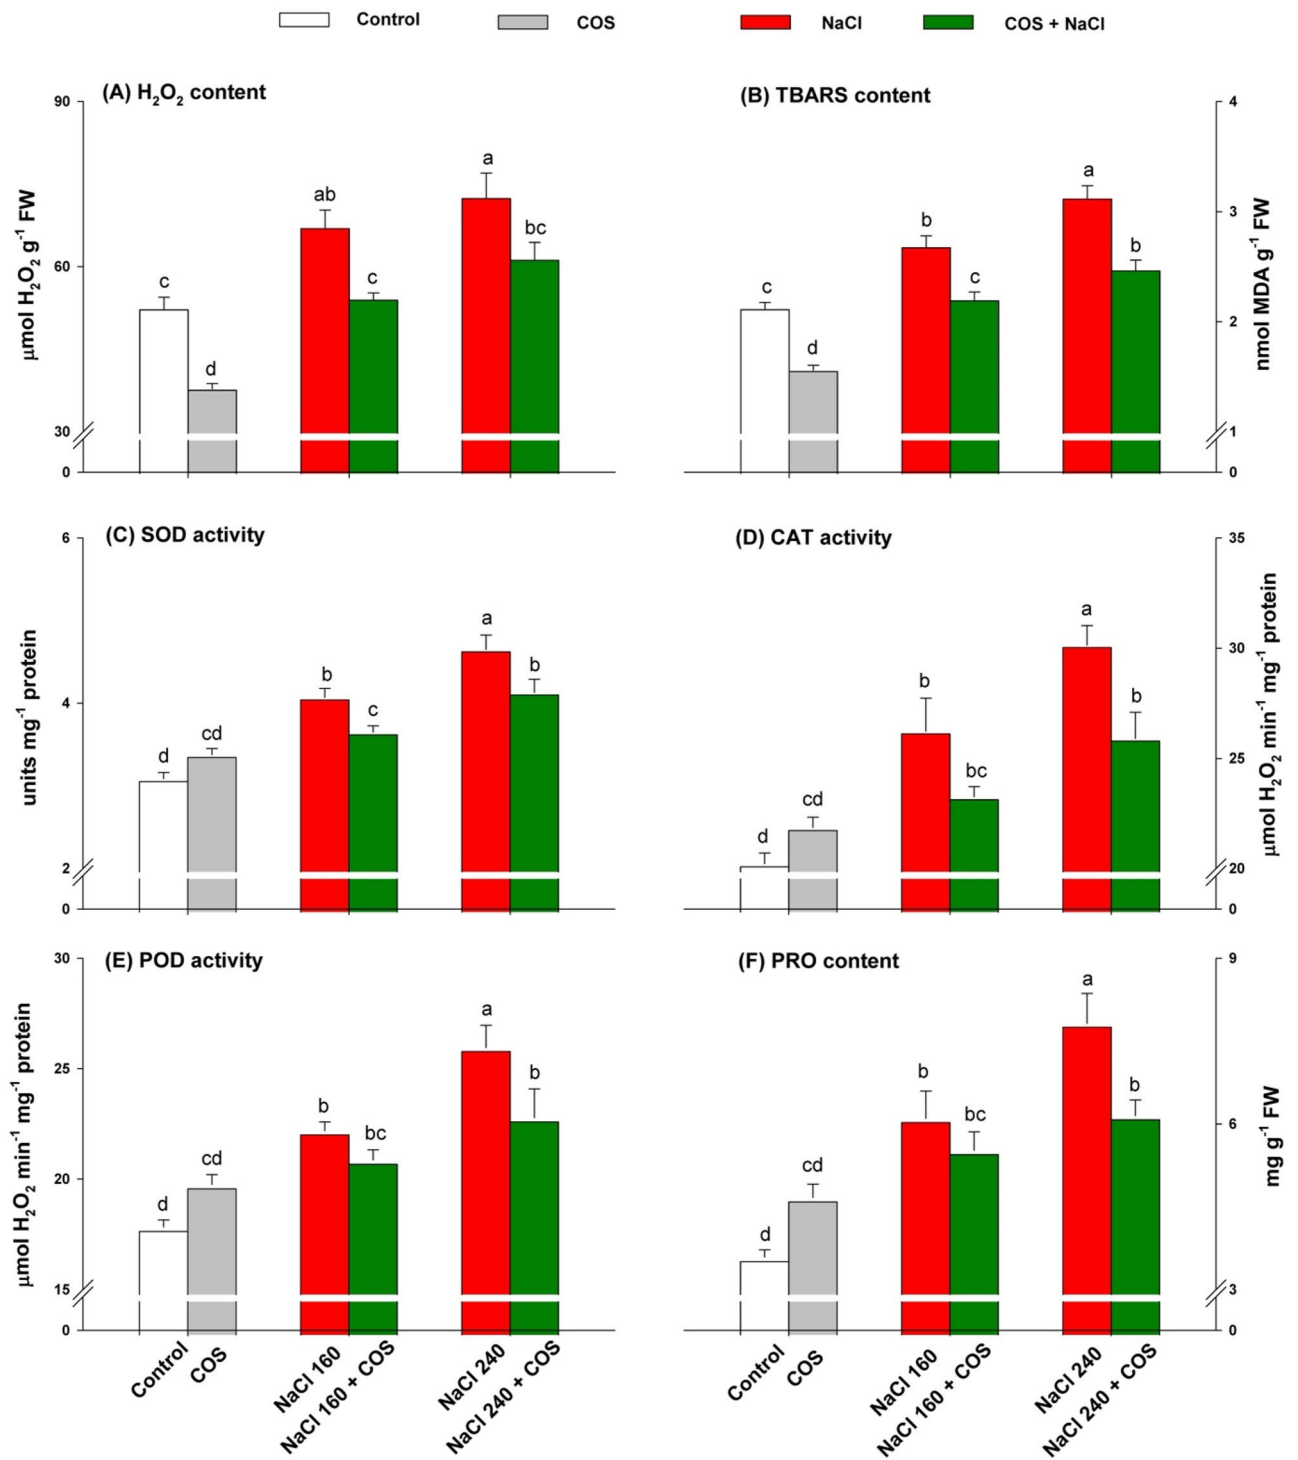 Control
COS
NaCl
COS + NaCl
(A) H₂O₂ content
(B) TBARS content
90
60
30
0
μmol H₂O₂ g⁻¹ FW
c
d
ab
c
a
bc
4
3
2
1
0
nmol MDA g⁻¹ FW
c
d
b
c
a
b
(C) SOD activity
(D) CAT activity
6
4
2
0
units mg⁻¹ protein
d
cd
b
c
a
b
35
30
25
20
0
μmol H₂O₂ min⁻¹ mg⁻¹ protein
d
cd
b
bc
a
b
(E) POD activity
(F) PRO content
30
25
20
15
0
μmol H₂O₂ min⁻¹ mg⁻¹ protein
d
cd
b
bc
a
b
9
6
3
0
mg g⁻¹ FW
d
cd
b
bc
a
b
Control
COS
NaCl 160
NaCl 160 + COS
NaCl 240
NaCl 240 + COS
Control
COS
NaCl 160
NaCl 160 + COS
NaCl 240
NaCl 240 + COS